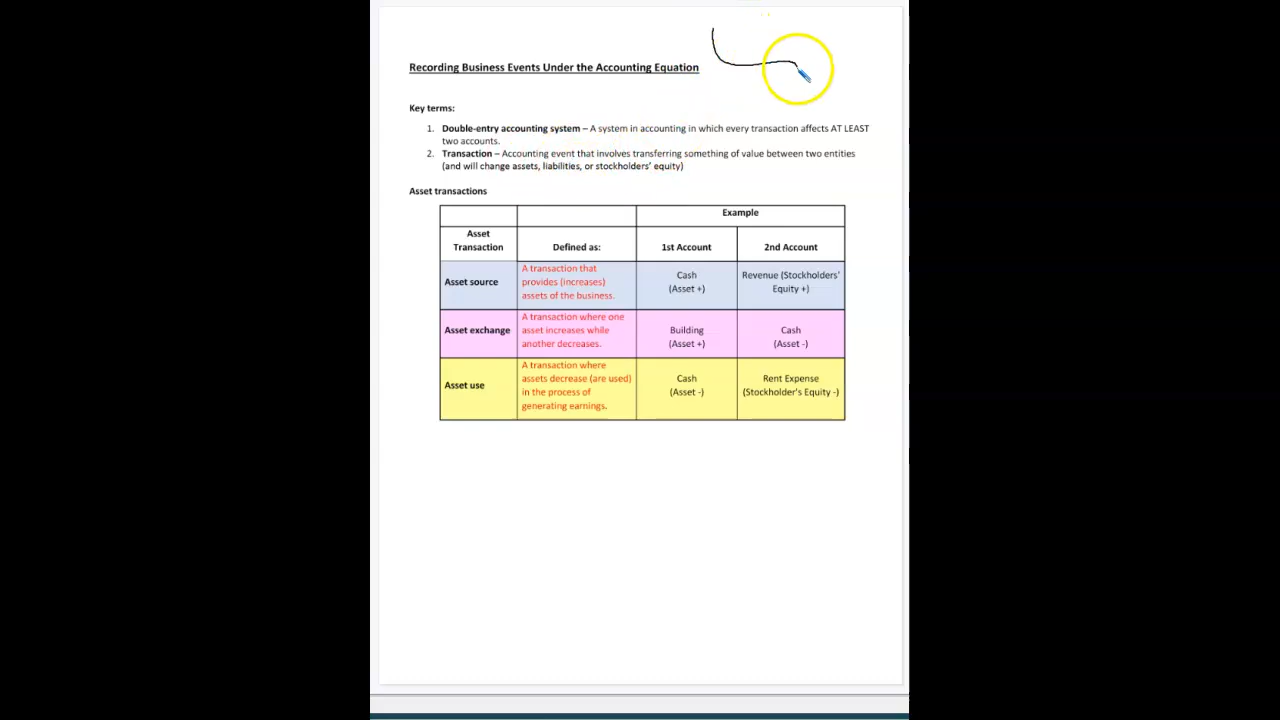 Recording Business Events Under the Accounting Equation
Key terms:
1. Double-entry accounting system – A system in accounting in which every transaction affects AT LEAST
two accounts.
2. Transaction – Accounting event that involves transferring something of value between two entities
(and will change assets, liabilities, or stockholders' equity)
Asset transactions
Example
Asset
Transaction
Defined as:
1st Account
2nd Account
Asset source
A transaction that
provides (increases)
assets of the business.
Cash
(Asset +)
Revenue (Stockholders'
Equity +)
Asset exchange
A transaction where one
asset increases while
another decreases.
Building
(Asset +)
Cash
(Asset -)
Asset use
A transaction where
assets decrease (are used)
in the process of
generating earnings.
Cash
(Asset -)
Rent Expense
(Stockholder's Equity -)